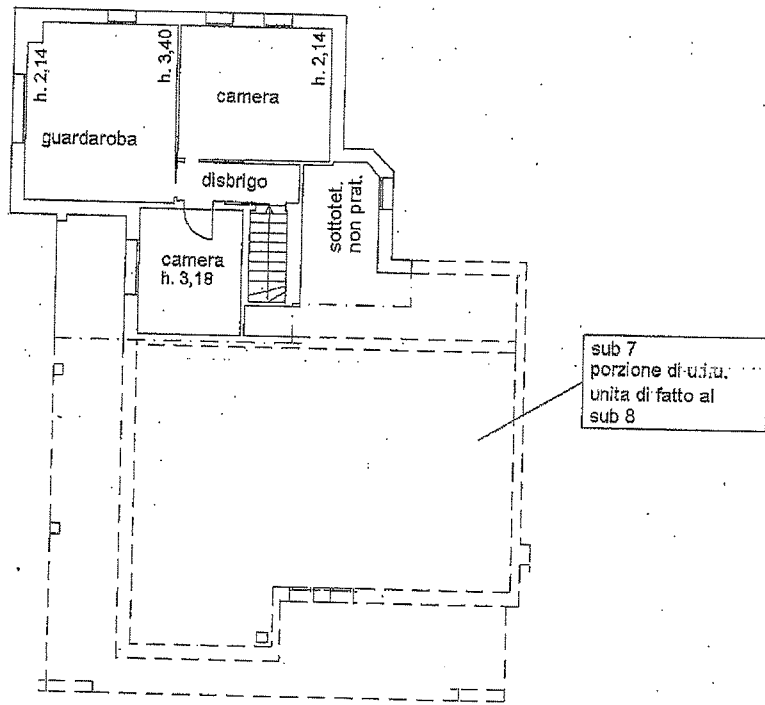 h. 2,14
h. 3,40
h. 2,14
camera
guardaroba
disbrigo
sottotet.
non prat.
camera
h. 3,18
sub 7
porzione di u.i.u.
unita di fatto al
sub 8